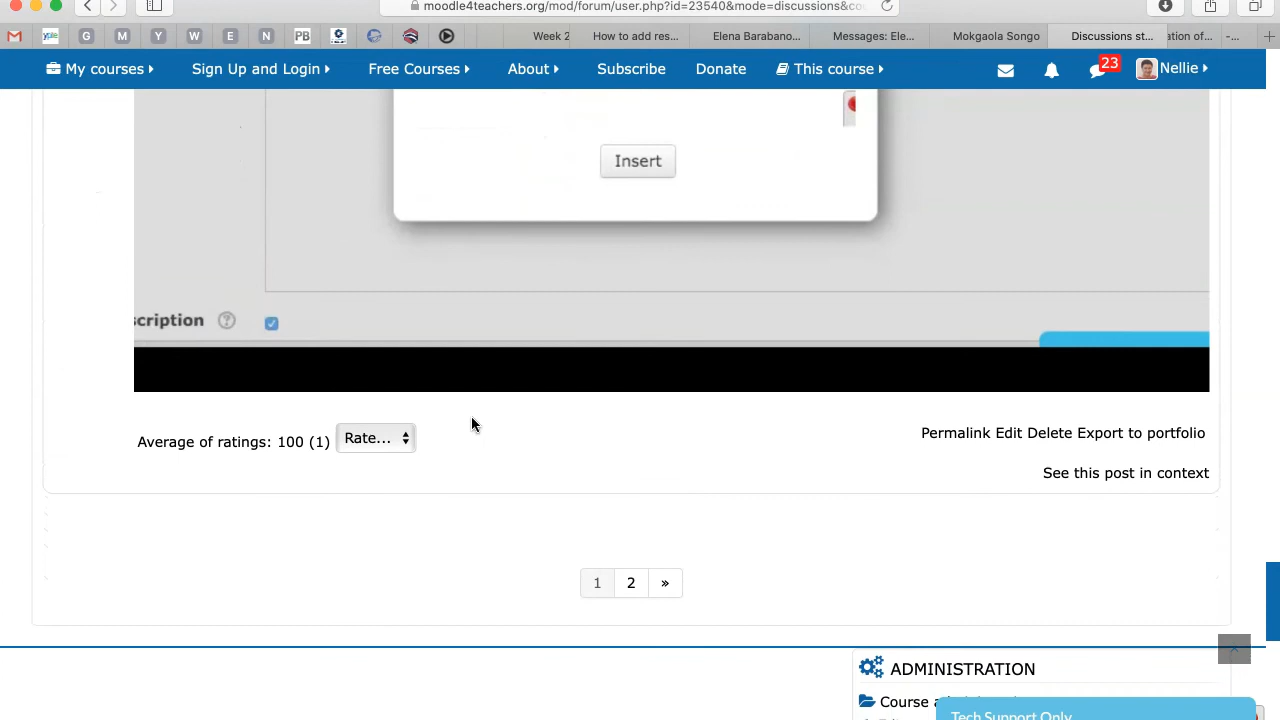 moodle4teachers.org/mod/forum/user.php?id=23540&mode=discussions&co
G M Y W E N PB
Week 2 How to add res... Elena Barabano... Messages: Ele... Mokgaola Songo Discussions st... ation of... -...
My courses Sign Up and Login Free Courses About Subscribe Donate This course 23 Nellie
Insert
scription
Average of ratings: 100 (1) Rate... Permalink Edit Delete Export to portfolio
See this post in context
1 2 »
ADMINISTRATION
Course
Tech Support Only